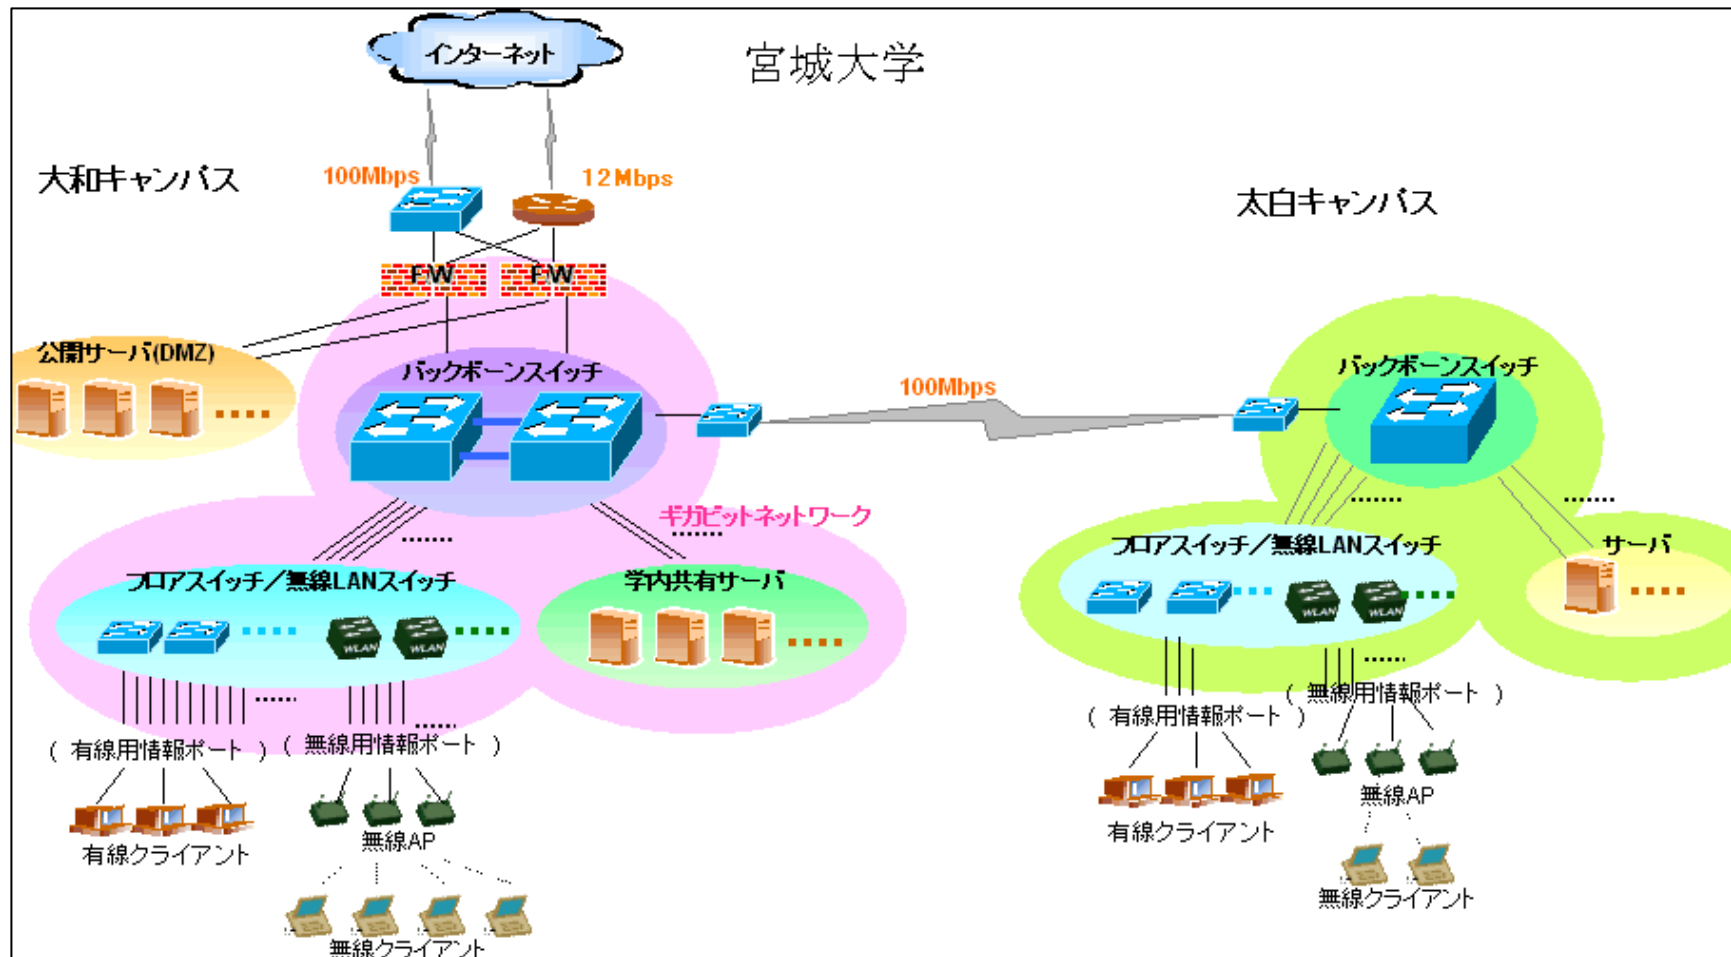 インターネット
宮城大学
大和キャンパス
100Mbps
12Mbps
太白キャンパス
F/W
F/W
公開サーバ(DMZ)
バックボーンスイッチ
100Mbps
バックボーンスイッチ
ギガビットネットワーク
フロアスイッチ／無線LANスイッチ
学内共有サーバ
フロアスイッチ／無線LANスイッチ
サーバ
WLAN
WLAN
WLAN
WLAN
( 有線用情報ポート )
( 無線用情報ポート )
( 有線用情報ポート )
( 無線用情報ポート )
有線クライアント
無線AP
無線クライアント
有線クライアント
無線AP
無線クライアント